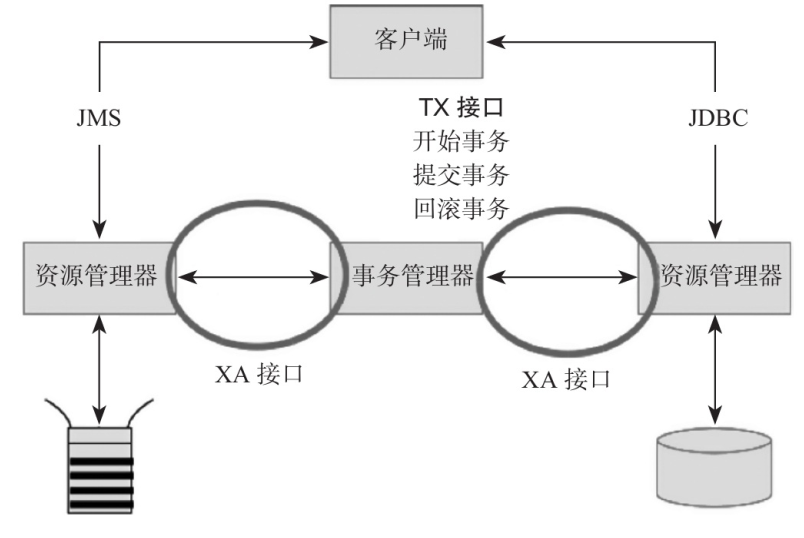 客户端
JMS
TX 接口
JDBC
开始事务
提交事务
回滚事务
资源管理器
事务管理器
资源管理器
XA 接口
XA 接口